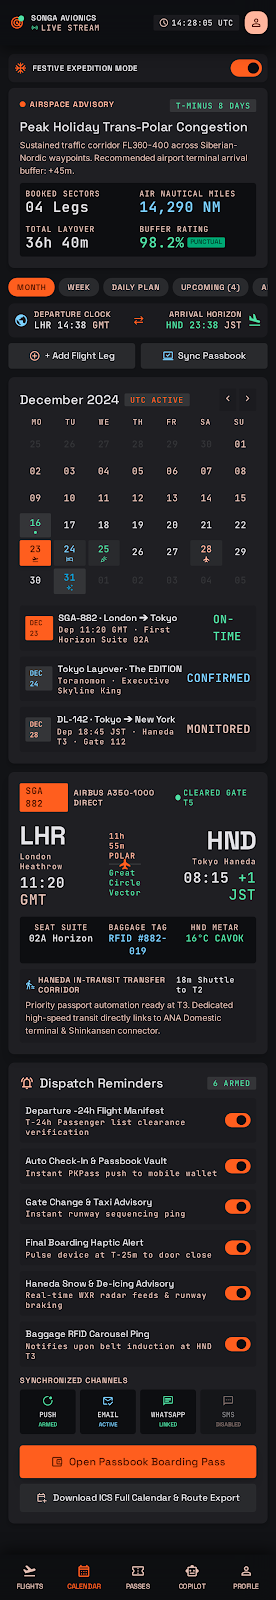 SONGA AVIONICS
LIVE STREAM
14:28:05 UTC
FESTIVE EXPEDITION MODE
AIRSPACE ADVISORY
T-MINUS 8 DAYS
Peak Holiday Trans-Polar Congestion
Sustained traffic corridor FL360-400 across Siberian-
Nordic waypoints. Recommended airport terminal arrival
buffer: +45m.
BOOKED SECTORS
AIR NAUTICAL MILES
04 Legs
14,290 NM
TOTAL LAYOVER
BUFFER RATING
36h 40m
98.2% PUNCTUAL
MONTH
WEEK
DAILY PLAN
UPCOMING (4)
DEPARTURE CLOCK
ARRIVAL HORIZON
LHR 14:38 GMT
HND 23:38 JST
+ Add Flight Leg
Sync Passbook
December 2024
UTC ACTIVE
MO TU WE TH FR SA SU
25 26 27 28 29 30 01
02 03 04 05 06 07 08
09 10 11 12 13 14 15
16 17 18 19 20 21 22
23 24 25 26 27 28 29
30 31 01 02 03 04 05
DEC
23
SGA-882 · London → Tokyo
Dep 11:20 GMT · First
Horizon Suite 02A
ON-
TIME
DEC
24
Tokyo Layover · The EDITION
Toranomon · Executive
Skyline King
CONFIRMED
DEC
28
DL-142 · Tokyo → New York
Dep 18:45 JST · Haneda
T3 · Gate 112
MONITORED
SGA
882
AIRBUS A350-1000
DIRECT
CLEARED GATE
T5
LHR
London
Heathrow
11:20
GMT
11h
55m
POLAR
Great
Circle
Vector
HND
Tokyo Haneda
08:15 +1
JST
SEAT SUITE
02A Horizon
BAGGAGE TAG
RFID #882-
019
HND METAR
16°C CAVOK
HANEDA IN-TRANSIT TRANSFER
CORRIDOR
18m Shuttle
to T2
Priority passport automation ready at T3. Dedicated
high-speed transit directly links to ANA Domestic
terminal & Shinkansen connector.
Dispatch Reminders
6 ARMED
Departure -24h Flight Manifest
T-24h Passenger list clearance
verification
Auto Check-In & Passbook Vault
Instant PKPass push to mobile wallet
Gate Change & Taxi Advisory
Instant runway sequencing ping
Final Boarding Haptic Alert
Pulse device at T-25m to door close
Haneda Snow & De-icing Advisory
Real-time WXR radar feeds & runway
braking
Baggage RFID Carousel Ping
Notifies upon belt induction at HND
T3
SYNCHRONIZED CHANNELS
PUSH
ARMED
EMAIL
ACTIVE
WHATSAPP
LINKED
SMS
DISABLED
Open Passbook Boarding Pass
Download ICS Full Calendar & Route Export
FLIGHTS
CALENDAR
PASSES
COPILOT
PROFILE